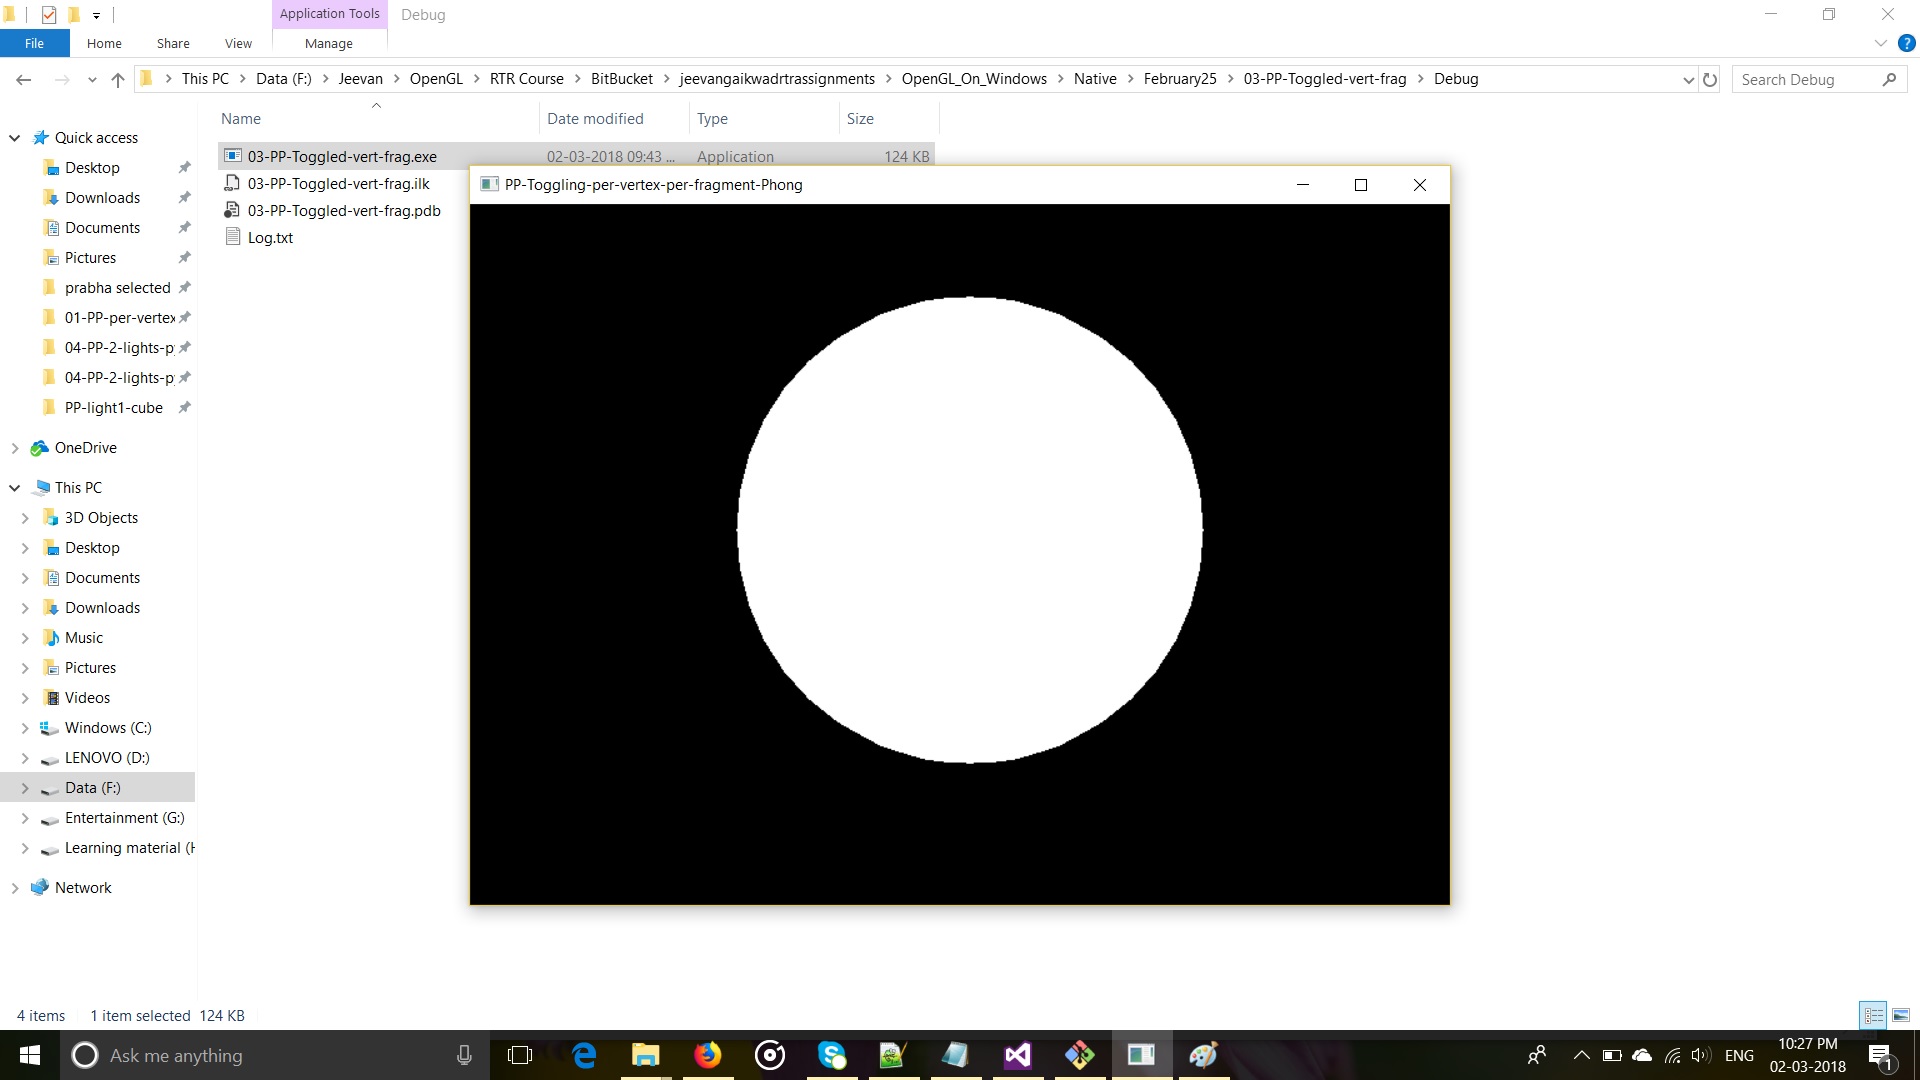 Application Tools
Debug
File
Home
Share
View
Manage
This PC
Data (F:)
Jeevan
OpenGL
RTR Course
BitBucket
jeevangaikwadrtrassignments
OpenGL_On_Windows
Native
February25
03-PP-Toggled-vert-frag
Debug
Search Debug
Name
Date modified
Type
Size
03-PP-Toggled-vert-frag.exe
02-03-2018 09:43 ...
Application
124 KB
03-PP-Toggled-vert-frag.ilk
03-PP-Toggled-vert-frag.pdb
Log.txt
PP-Toggling-per-vertex-per-fragment-Phong
Quick access
Desktop
Downloads
Documents
Pictures
prabha selected
01-PP-per-vertex
04-PP-2-lights-p
04-PP-2-lights-p
PP-light1-cube
OneDrive
This PC
3D Objects
Desktop
Documents
Downloads
Music
Pictures
Videos
Windows (C:)
LENOVO (D:)
Data (F:)
Entertainment (G:)
Learning material (H
Network
4 items
1 item selected 124 KB
Ask me anything
ENG
10:27 PM
02-03-2018
1